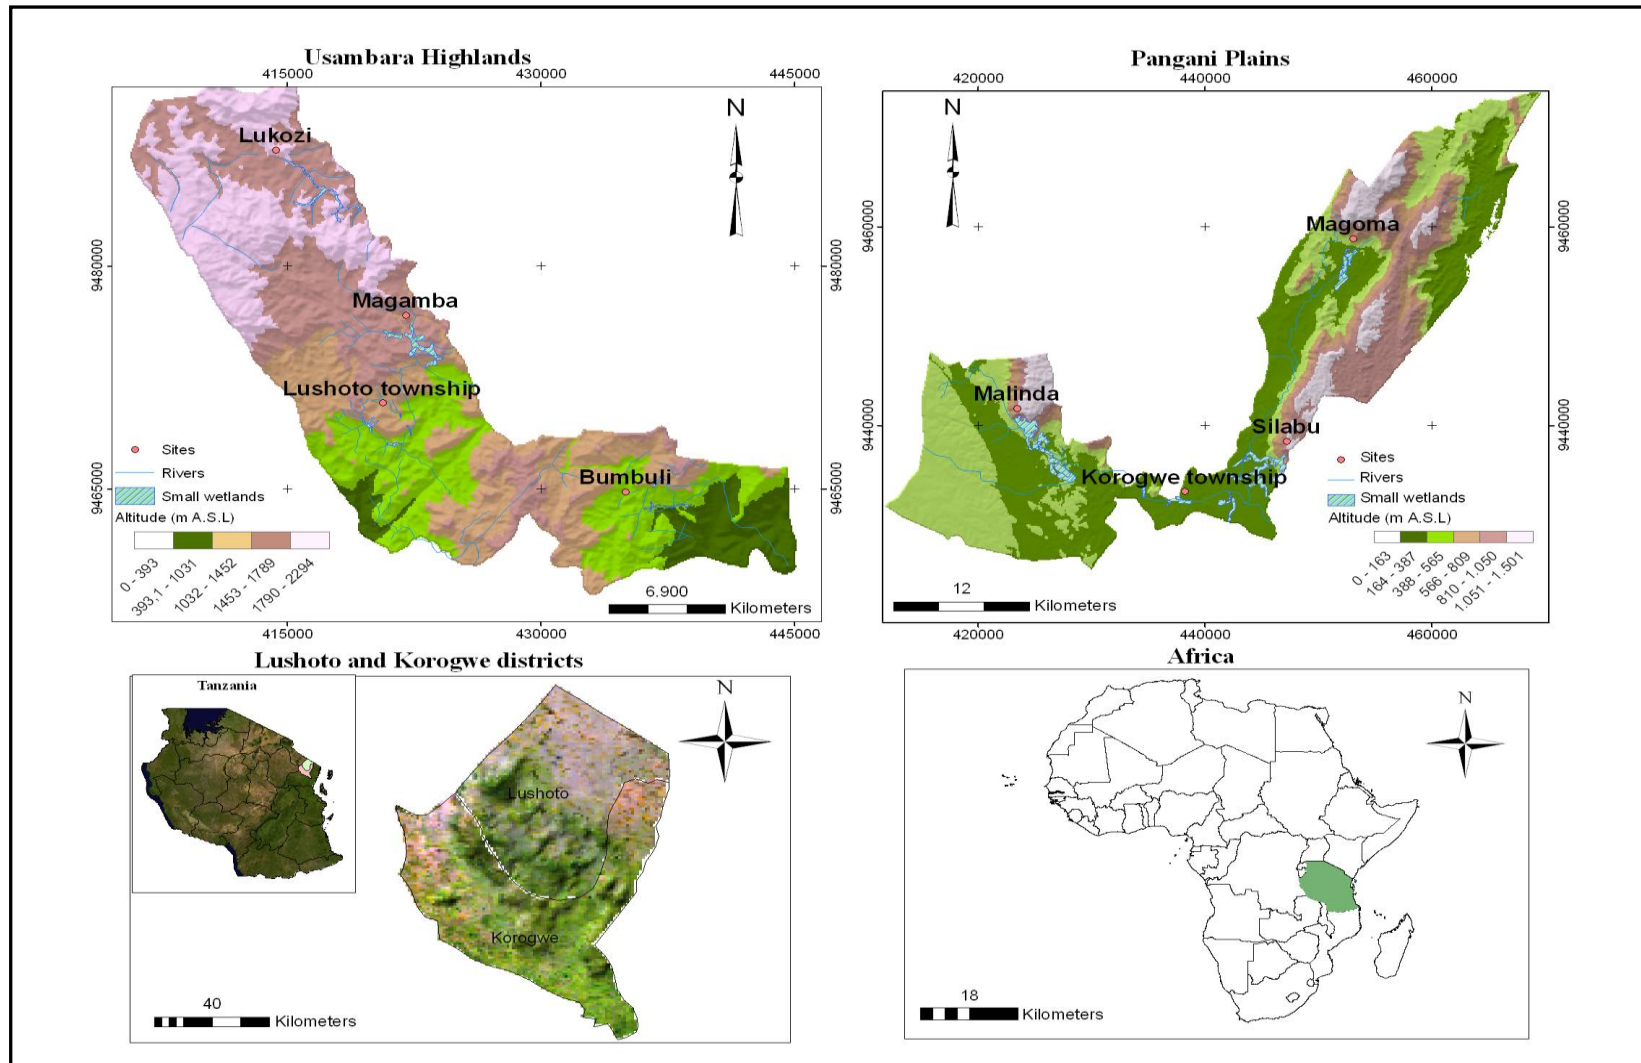 Usambara Highlands
415000
430000
445000
N
Lukozi
9480000
9480000
Magamba
Lushoto township
Bumbuli
9465000
9465000
Sites
Rivers
Small wetlands
Altitude (m A.S.L)
0 - 393
393,1 - 1031
1032 - 1452
1453 - 1789
1790 - 2294
6.900
Kilometers
415000
430000
445000
Pangani Plains
420000
440000
460000
N
Magoma
9460000
9460000
Malinda
Silabu
9440000
9440000
Korogwe township
Sites
Rivers
Small wetlands
Altitude (m A.S.L)
0 - 163
164 - 387
388 - 565
566 - 809
810 - 1.050
1.051 - 1.501
12
Kilometers
420000
440000
460000
Lushoto and Korogwe districts
Tanzania
N
Lushoto
Korogwe
40
Kilometers
Africa
N
18
Kilometers